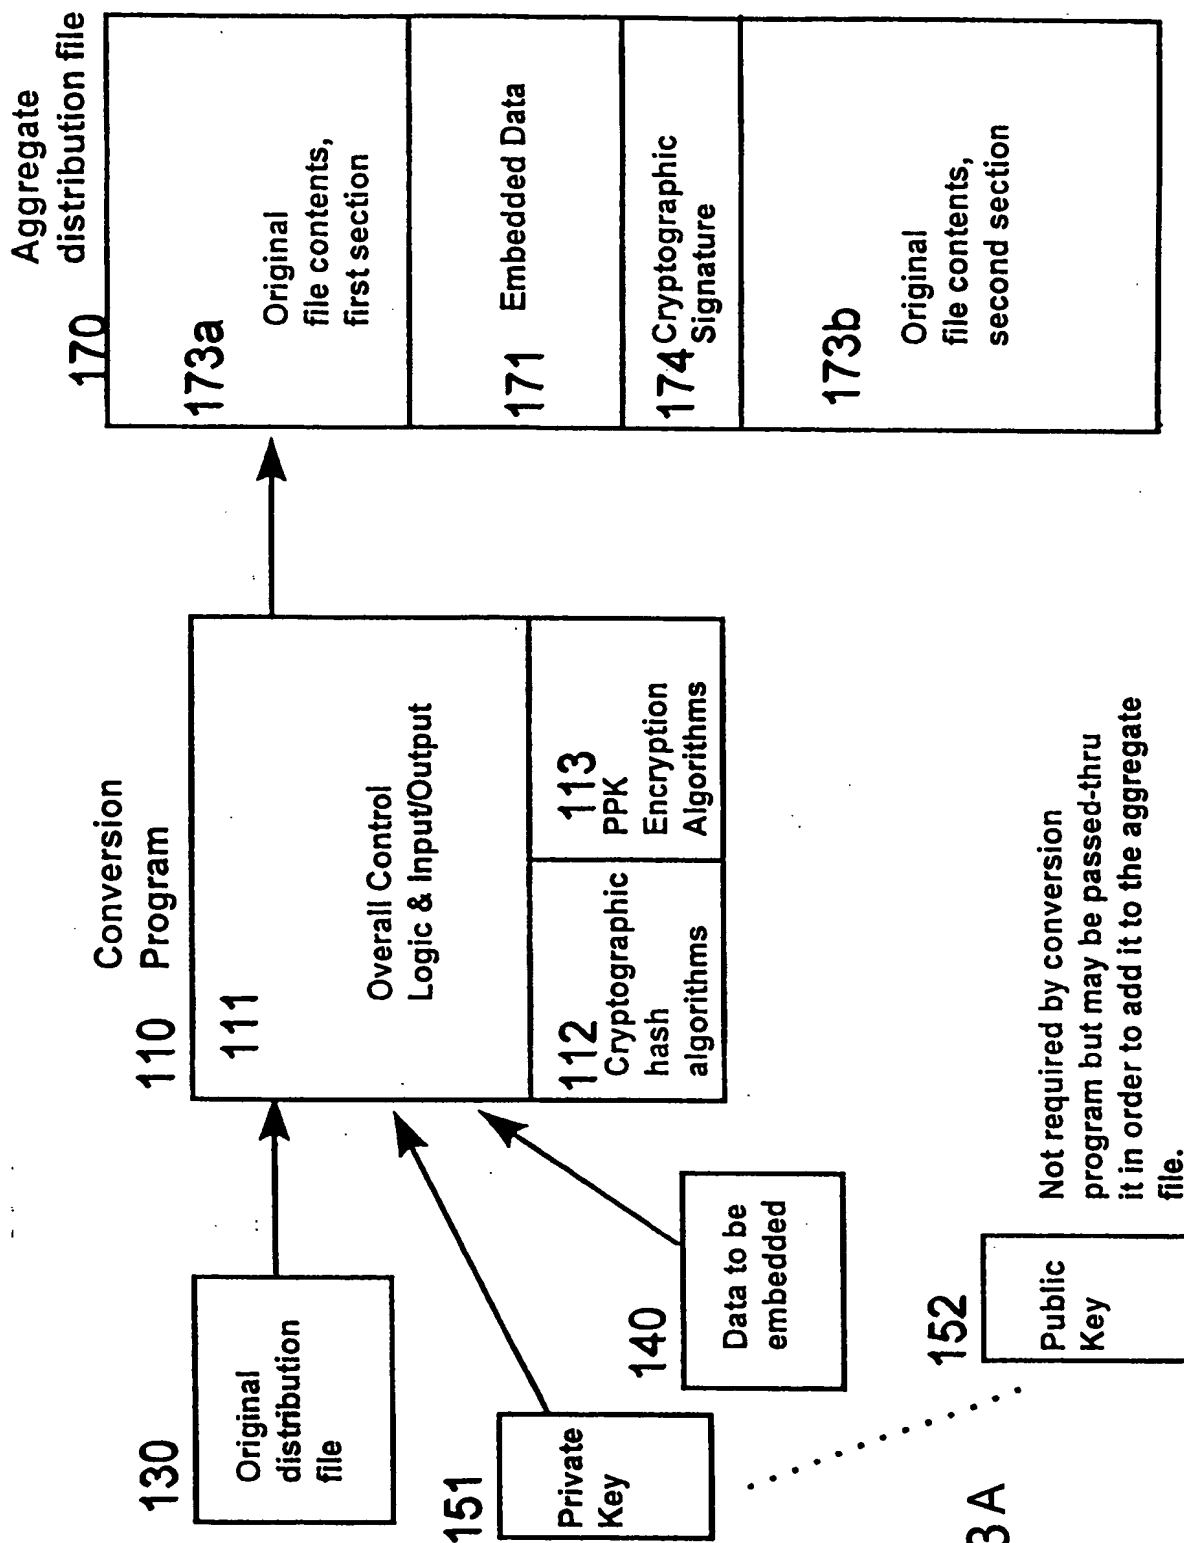 Aggregate
distribution file
170
173a
Original
file contents,
first section
171
Embedded Data
174
Cryptographic
Signature
173b
Original
file contents,
second section
Conversion
Program
110
111
Overall Control
Logic & Input/Output
112
Cryptographic
hash
algorithms
113
PPK
Encryption
Algorithms
130
Original
distribution
file
151
Private
Key
140
Data to be
embedded
152
Public
Key
Not required by conversion
program but may be passed-thru
it in order to add it to the aggregate
file.
3A